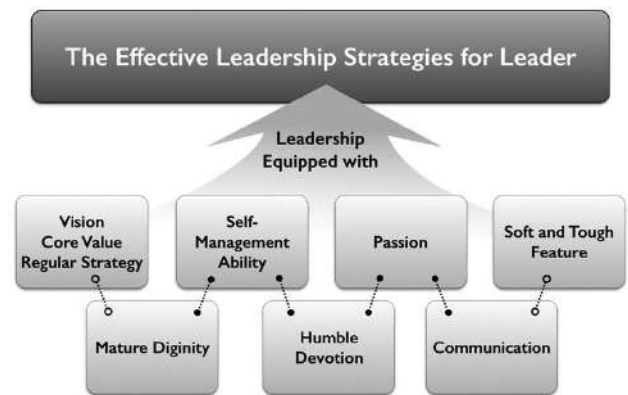 The Effective Leadership Strategies for Leader
Leadership
Equipped with
Vision
Core Value
Regular Strategy
Self-
Management
Ability
Passion
Soft and Tough
Feature
Mature Diginity
Humble
Devotion
Communication